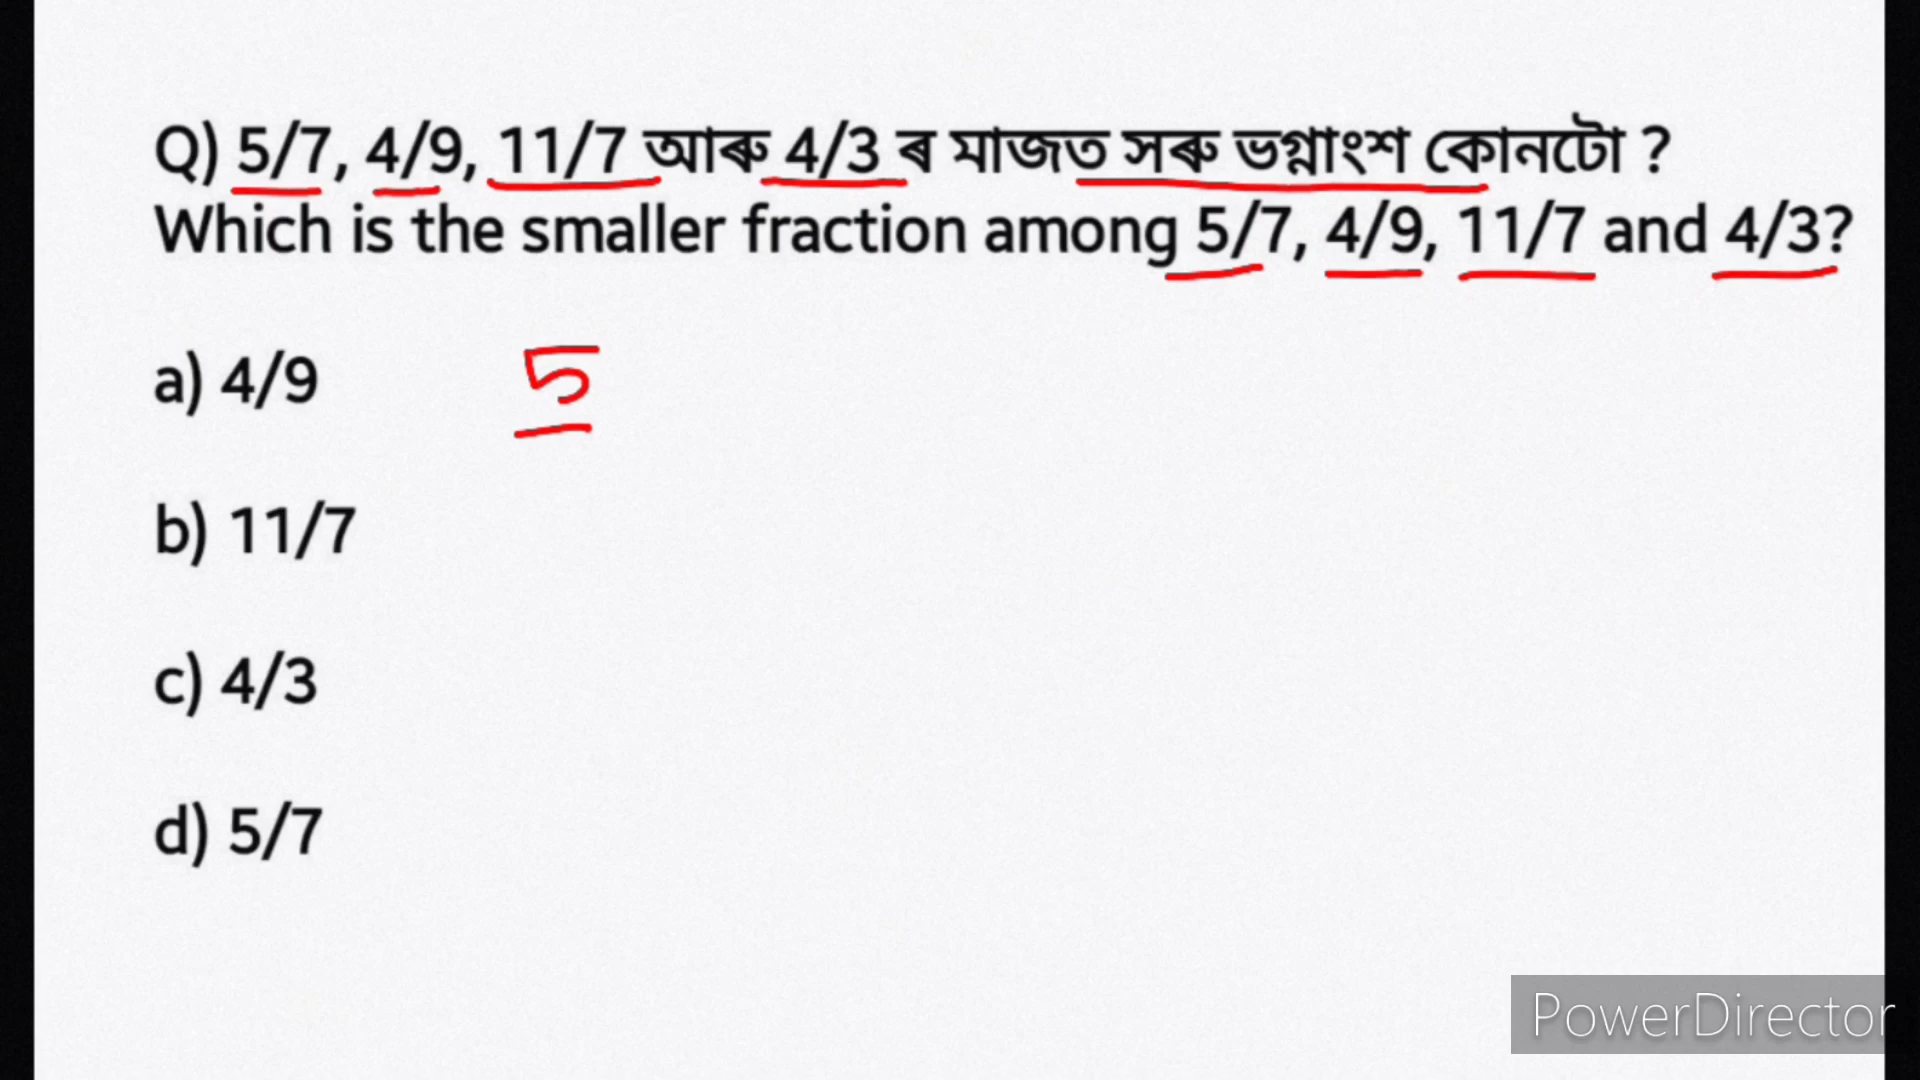 Q) 5/7, 4/9, 11/7 আৰু 4/3 ৰ মাজত সৰু ভগ্নাংশ কোনটো ?
Which is the smaller fraction among 5/7, 4/9, 11/7 and 4/3?
a) 4/9
5
b) 11/7
c) 4/3
d) 5/7
PowerDirector